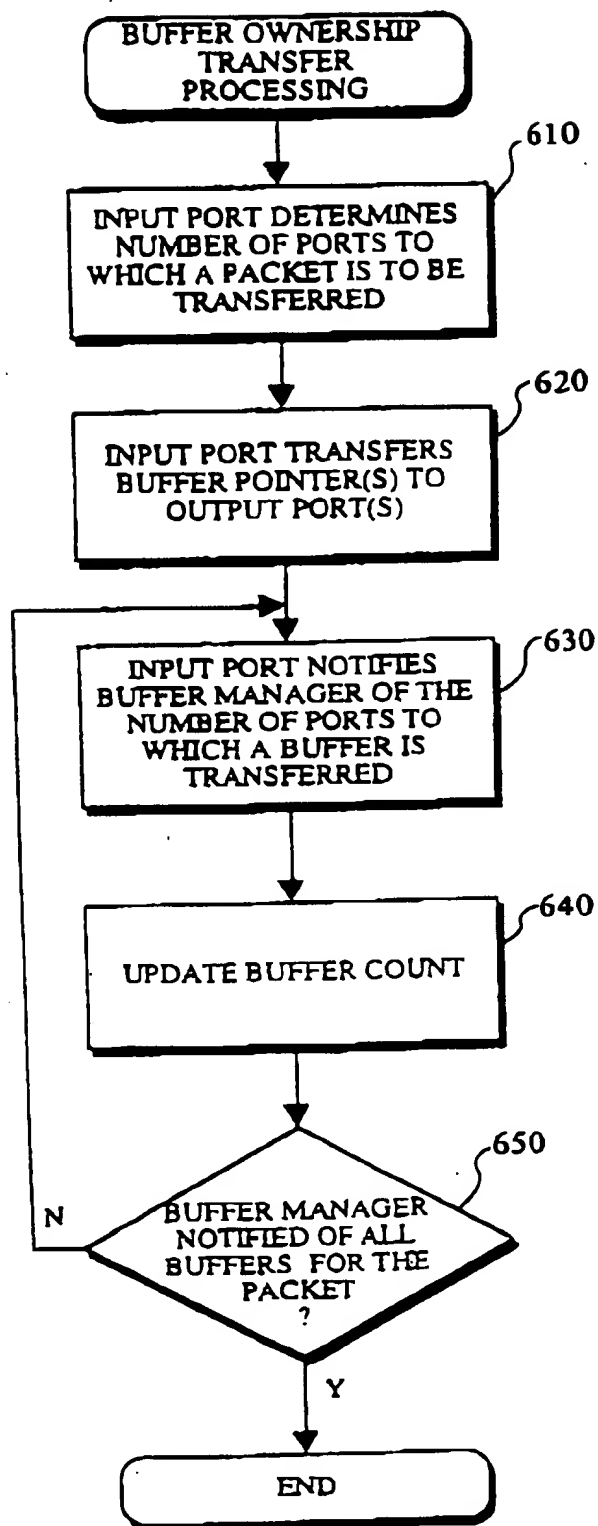 BUFFER OWNERSHIP
TRANSFER
PROCESSING
610
INPUT PORT DETERMINES
NUMBER OF PORTS TO
WHICH A PACKET IS TO BE
TRANSFERRED
620
INPUT PORT TRANSFERS
BUFFER POINTER(S) TO
OUTPUT PORT(S)
630
INPUT PORT NOTIFIES
BUFFER MANAGER OF THE
NUMBER OF PORTS TO
WHICH A BUFFER IS
TRANSFERRED
640
UPDATE BUFFER COUNT
650
N
BUFFER MANAGER
NOTIFIED OF ALL
BUFFERS FOR THE
PACKET
?
Y
END